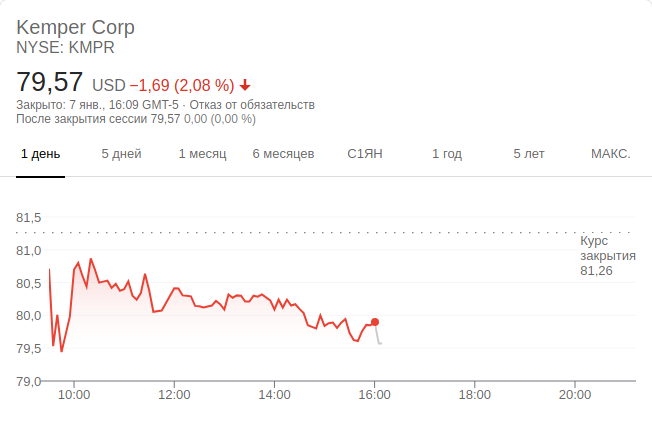 Kemper Corp
NYSE: KMPR
79,57 USD −1,69 (2,08 %)
Закрыто: 7 янв., 16:09 GMT-5 · Отказ от обязательств
После закрытия сессии 79,57 0,00 (0,00 %)
1 день 5 дней 1 месяц 6 месяцев С1ЯН 1 год 5 лет МАКС.
81,5
Курс
закрытия
81,26
81,0
80,5
80,0
79,5
79,0
10:00 12:00 14:00 16:00 18:00 20:00